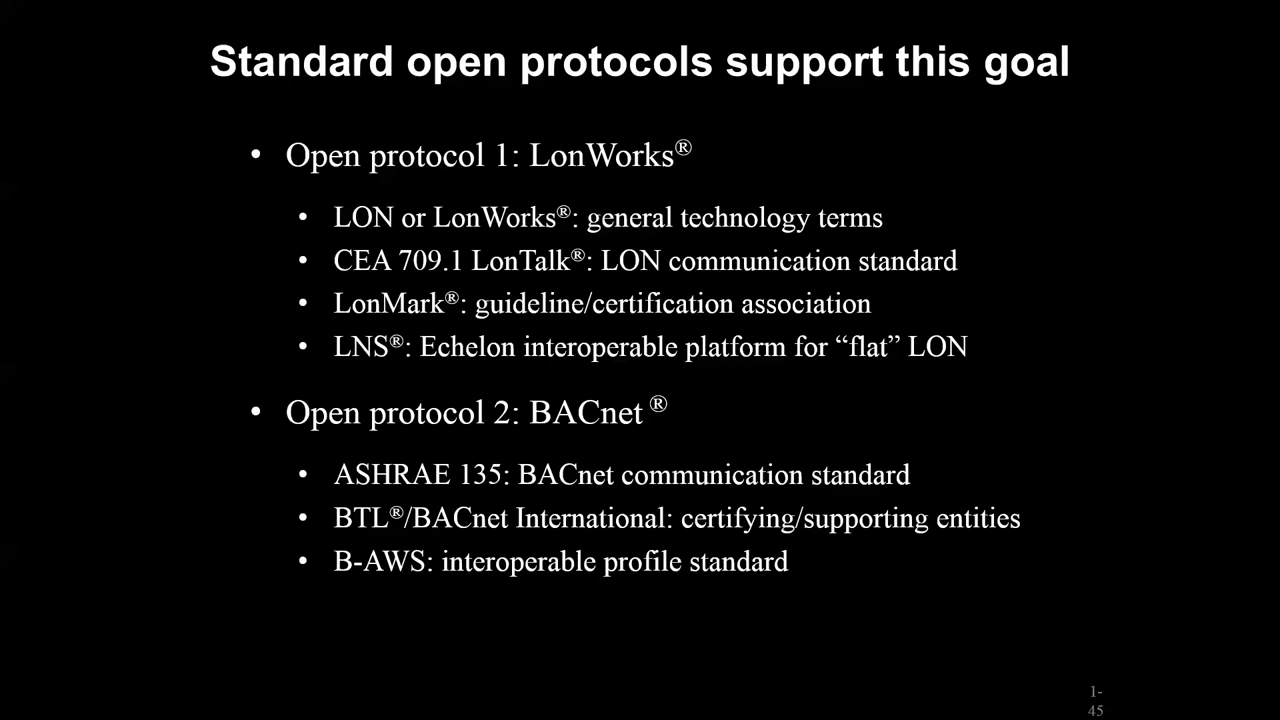 Standard open protocols support this goal
• Open protocol 1: LonWorks®
• LON or LonWorks®: general technology terms
• CEA 709.1 LonTalk®: LON communication standard
• LonMark®: guideline/certification association
• LNS®: Echelon interoperable platform for “flat” LON
• Open protocol 2: BACnet ®
• ASHRAE 135: BACnet communication standard
• BTL®/BACnet International: certifying/supporting entities
• B-AWS: interoperable profile standard
1-
45